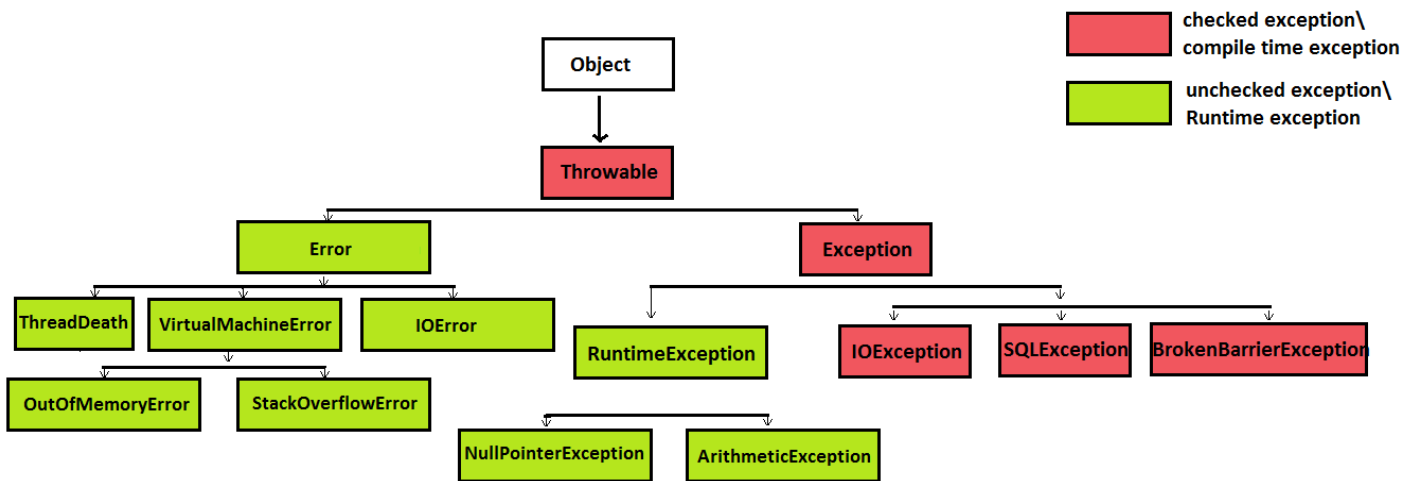 checked exception\
compile time exception
Object
unchecked exception\
Runtime exception
Throwable
Error
Exception
ThreadDeath
VirtualMachineError
IOError
RuntimeException
IOException
SQLException
BrokenBarrierException
OutOfMemoryError
StackOverflowError
NullPointerException
ArithmeticException